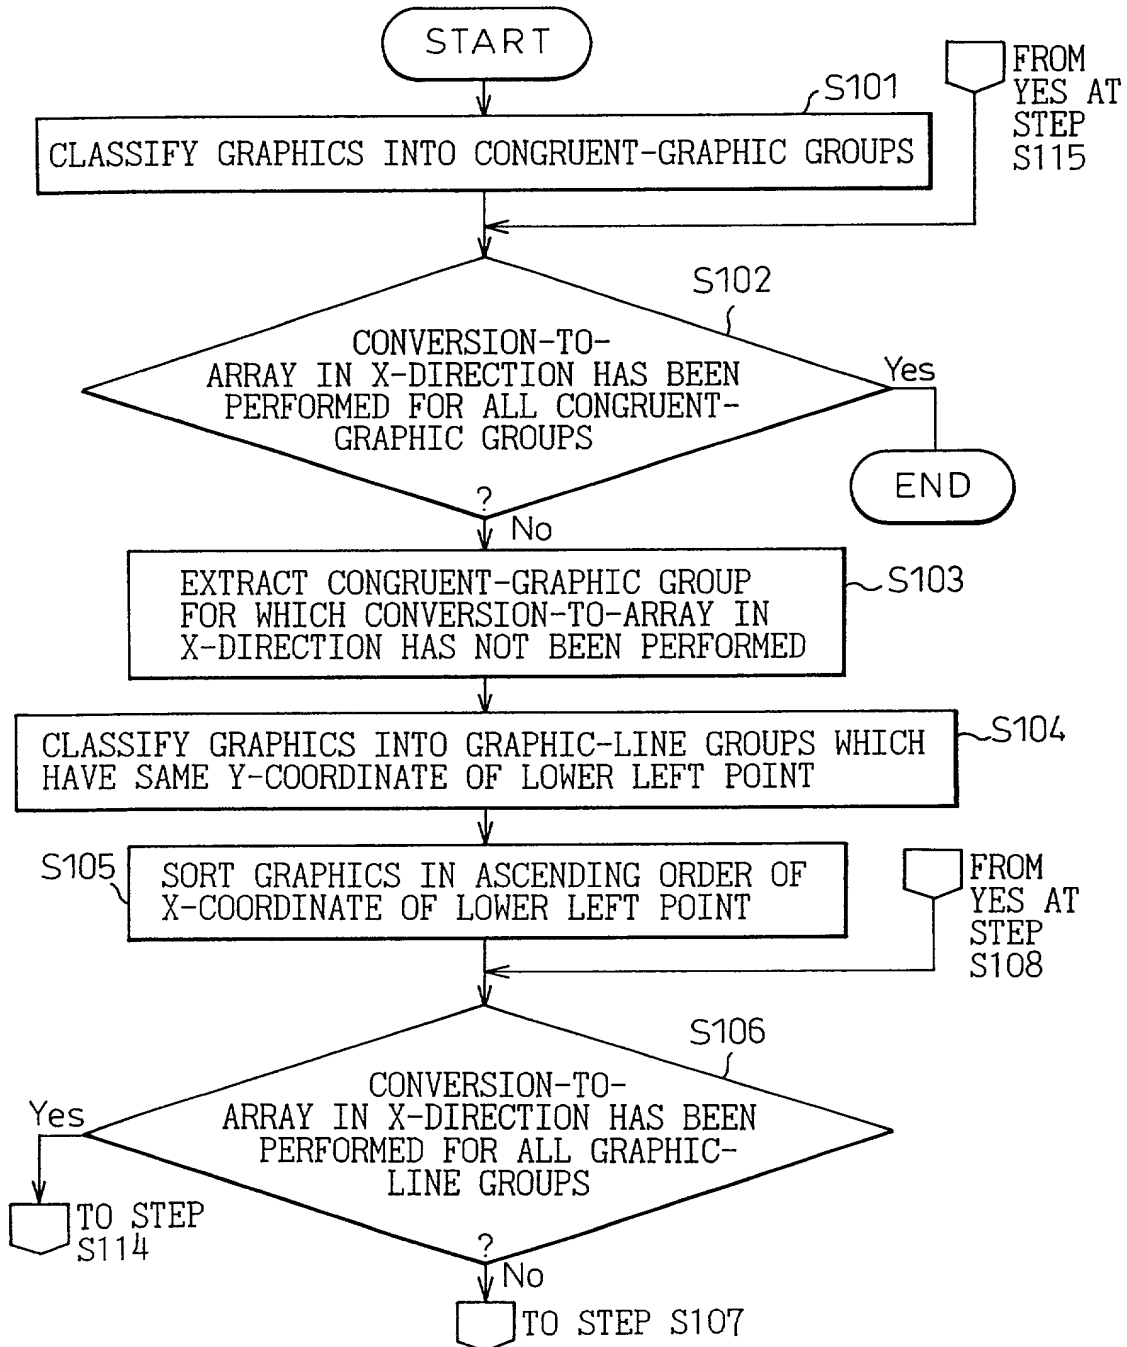 START
FROM
YES AT
STEP
S115
S101
CLASSIFY GRAPHICS INTO CONGRUENT-GRAPHIC GROUPS
S102
CONVERSION-TO-
ARRAY IN X-DIRECTION HAS BEEN
PERFORMED FOR ALL CONGRUENT-
GRAPHIC GROUPS
?
Yes
END
No
S103
EXTRACT CONGRUENT-GRAPHIC GROUP
FOR WHICH CONVERSION-TO-ARRAY IN
X-DIRECTION HAS NOT BEEN PERFORMED
S104
CLASSIFY GRAPHICS INTO GRAPHIC-LINE GROUPS WHICH
HAVE SAME Y-COORDINATE OF LOWER LEFT POINT
S105
SORT GRAPHICS IN ASCENDING ORDER OF
X-COORDINATE OF LOWER LEFT POINT
FROM
YES AT
STEP
S108
S106
CONVERSION-TO-
ARRAY IN X-DIRECTION HAS BEEN
PERFORMED FOR ALL GRAPHIC-
LINE GROUPS
?
Yes
TO STEP
S114
No
TO STEP S107